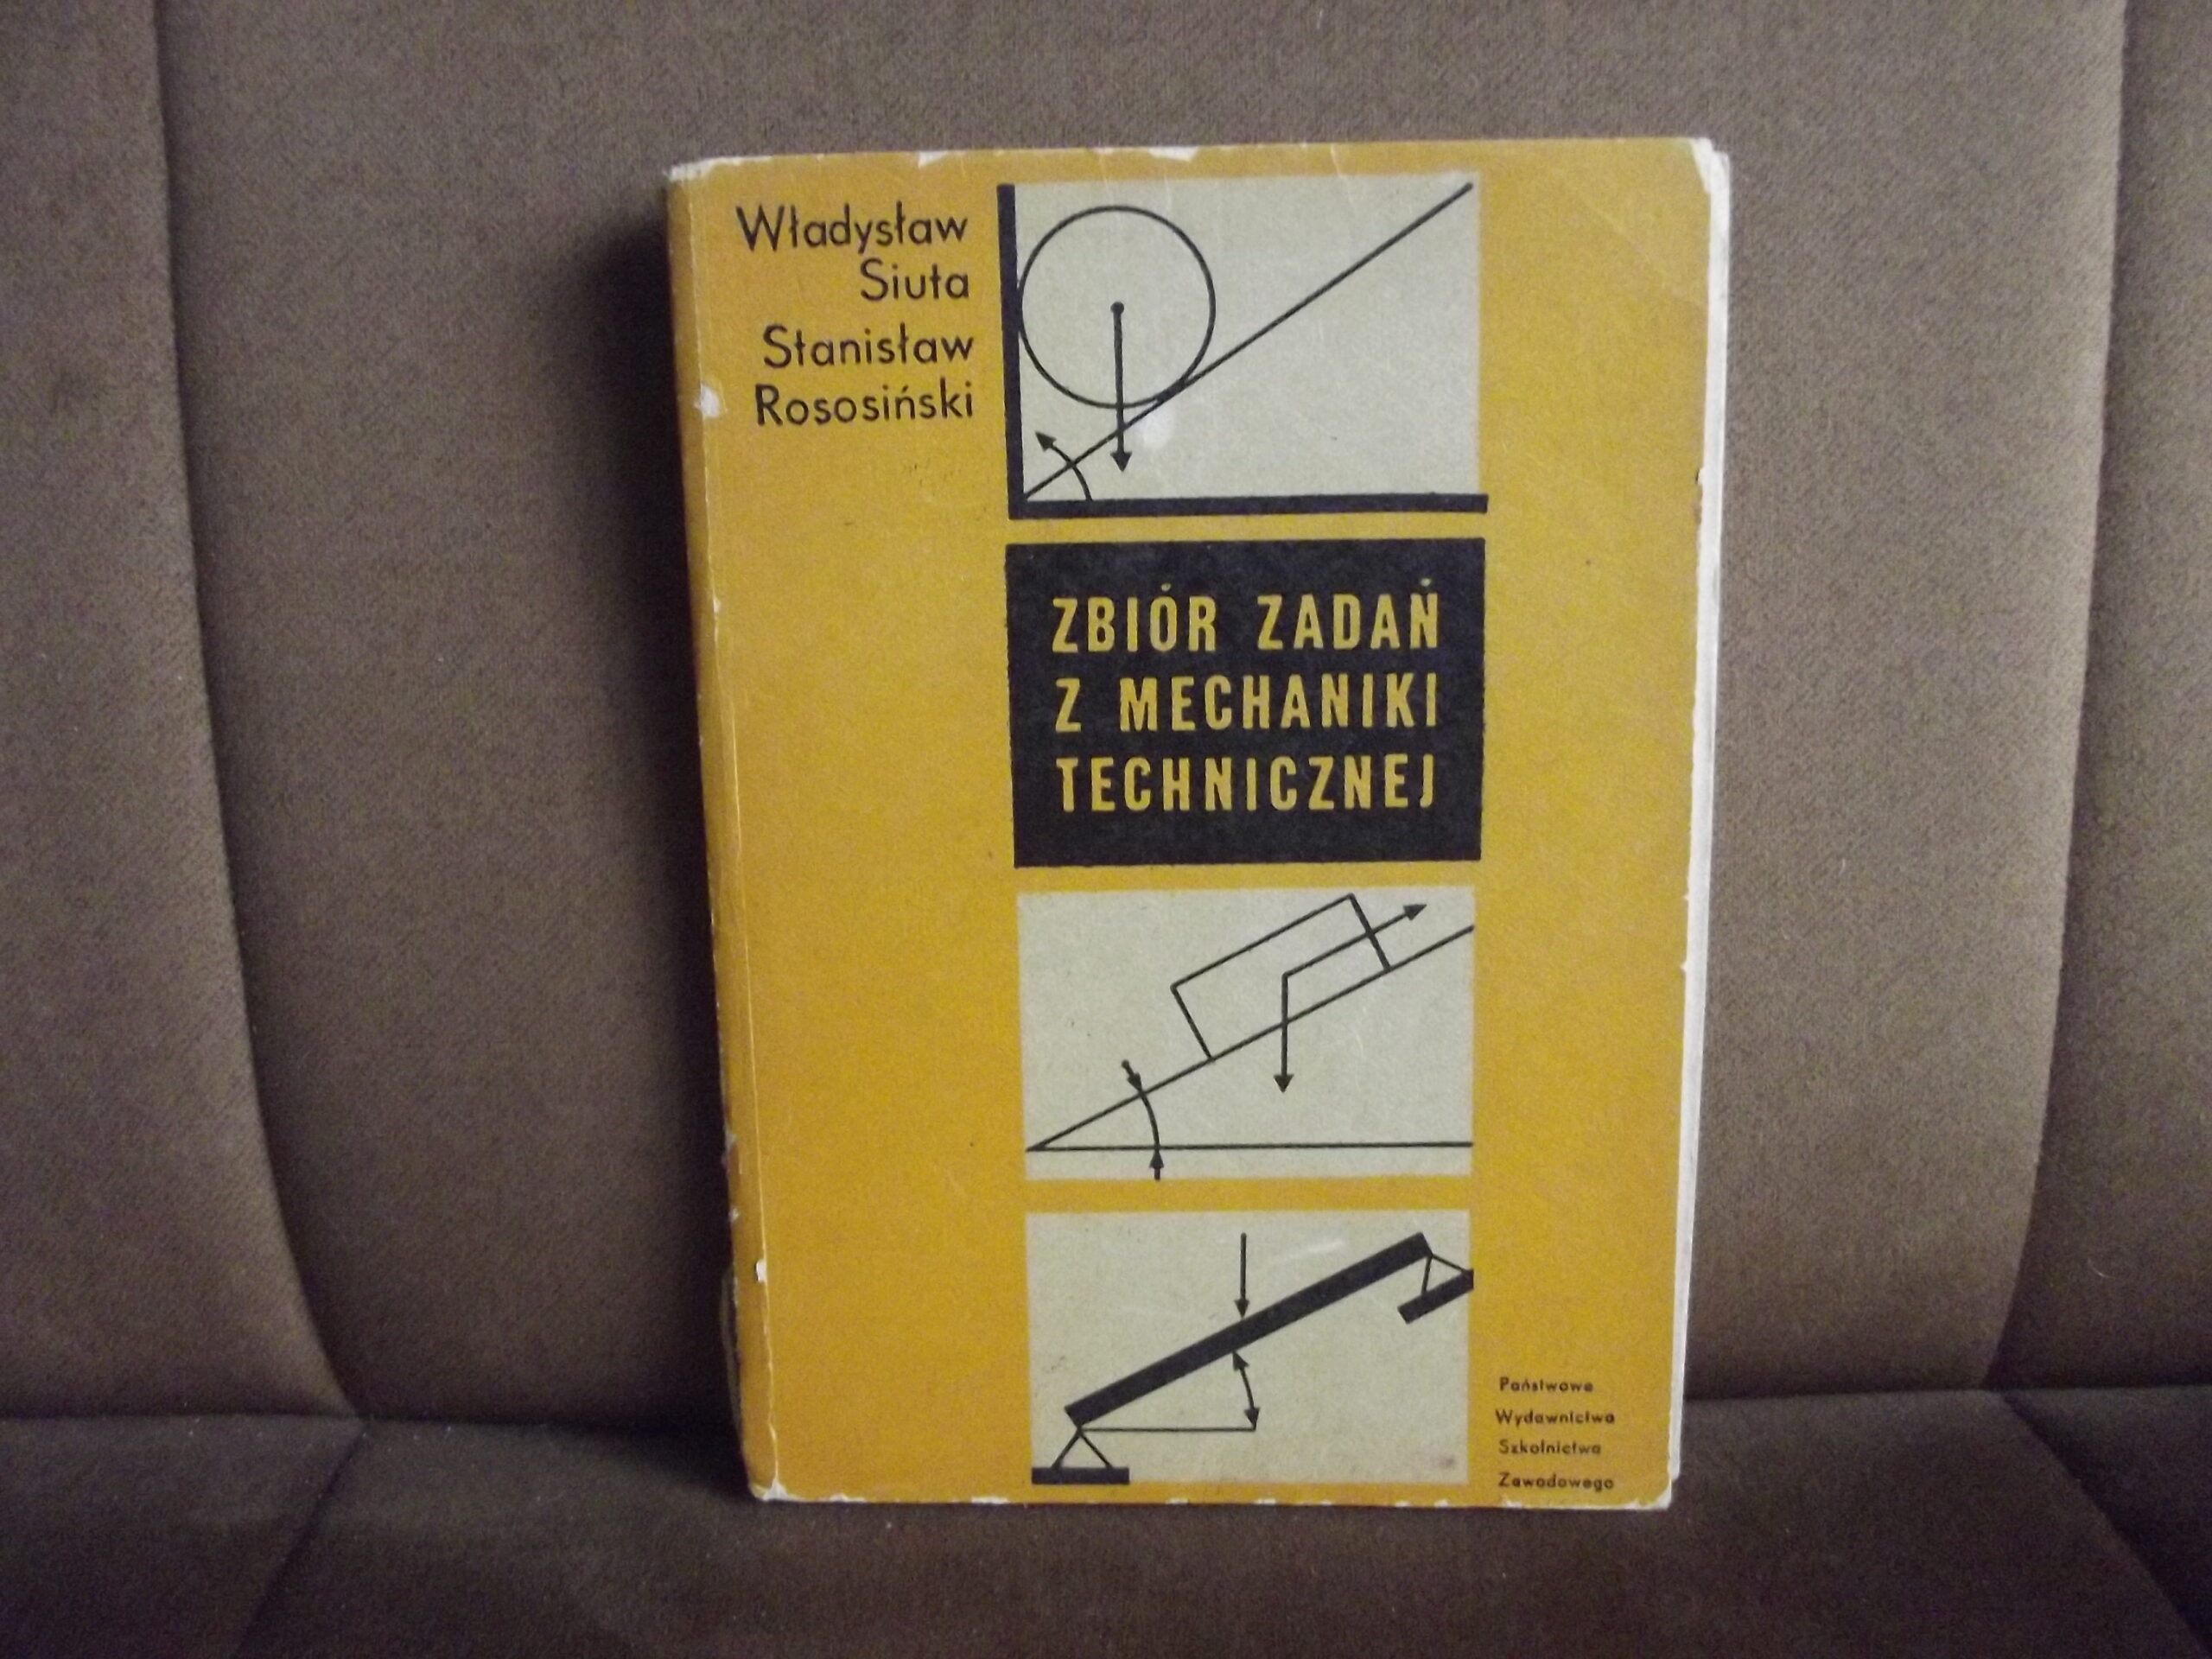 Władysław
Siuta
Stanisław
Rososiński
ZBIÓR ZADAŃ
Z MECHANIKI
TECHNICZNEJ
Państwowe
Wydawnictwa
Szkolnictwa
Zawodowego